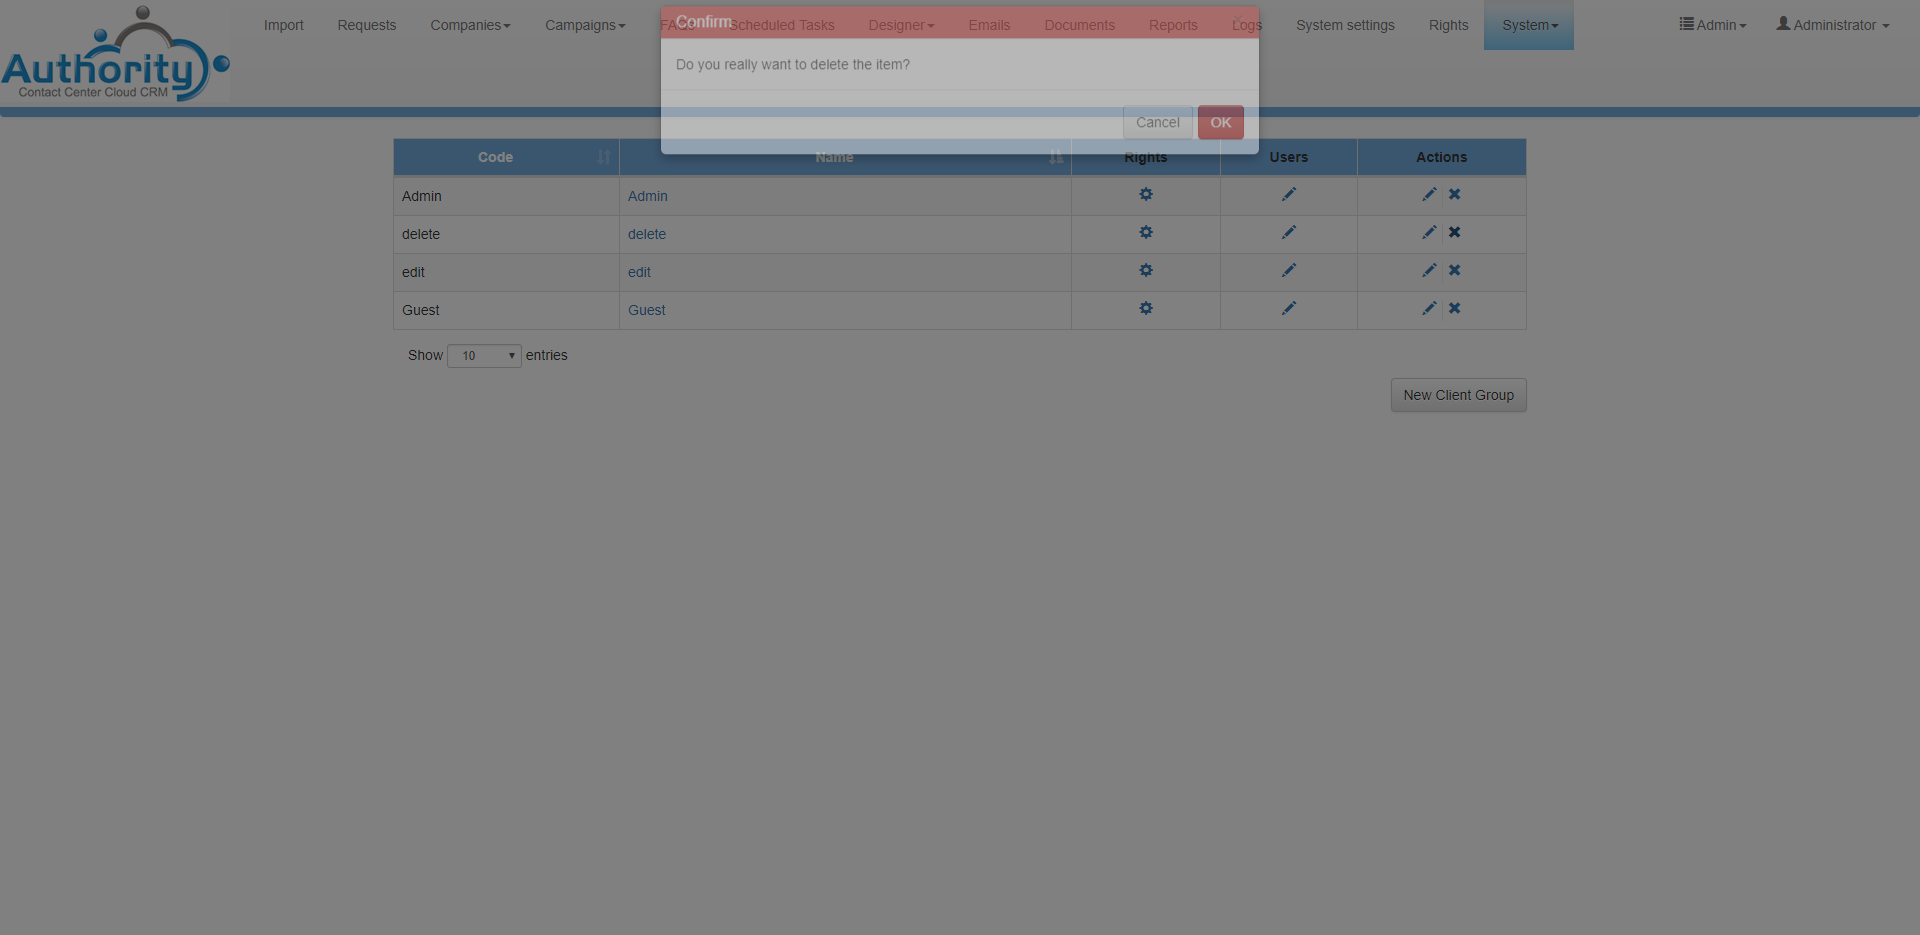 Import Requests Companies Campaigns FAQs Scheduled Tasks Designer Emails Documents Reports Logs System settings Rights System Admin Administrator
Authority
Contact Center Cloud CRM
Confirm
Do you really want to delete the item?
Cancel OK
Code Name Rights Users Actions
Admin Admin
delete delete
edit edit
Guest Guest
Show 10 entries
New Client Group